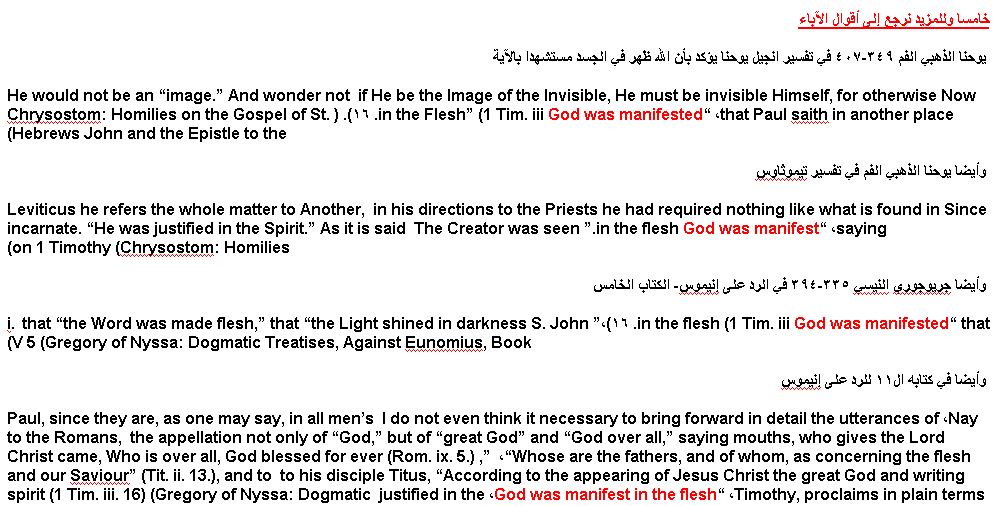 خامسا وللمزيد نرجع إلى أقوال الآباء
يوحنا الذهبي الفم ٣٤٩-٤٠٧ في تفسير انجيل يوحنا يؤكد بأن الله ظهر في الجسد مستشهدا بالآية
He would not be an “image.” And wonder not if He be the Image of the Invisible, He must be invisible Himself, for otherwise Now
Chrysostom: Homilies on the Gospel of St. ) .(١٦ .in the Flesh” (1 Tim. iii God was manifested“ ،that Paul saith in another place
(Hebrews John and the Epistle to the
وأيضا يوحنا الذهبي الفم في تفسير تيموثاوس
Leviticus he refers the whole matter to Another, in his directions to the Priests he had required nothing like what is found in Since
incarnate. “He was justified in the Spirit.” As it is said The Creator was seen ”.in the flesh God was manifest“ ،saying
(on 1 Timothy (Chrysostom: Homilies
وأيضا جريوجوري النيسي ٣٣٥-٣٩٤ في الرد على إنيموس- الكتاب الخامس
i. that “the Word was made flesh,” that “the Light shined in darkness S. John ”،(١٦ .in the flesh (1 Tim. iii God was manifested“ that
(V 5 (Gregory of Nyssa: Dogmatic Treatises, Against Eunomius, Book
وأيضا في كتابه ال١١ للرد على إنيموس
Paul, since they are, as one may say, in all men’s I do not even think it necessary to bring forward in detail the utterances of ،Nay
to the Romans, the appellation not only of “God,” but of “great God” and “God over all,” saying mouths, who gives the Lord
Christ came, Who is over all, God blessed for ever (Rom. ix. 5.) ,” ،“Whose are the fathers, and of whom, as concerning the flesh
and our Saviour” (Tit. ii. 13.), and to to his disciple Titus, “According to the appearing of Jesus Christ the great God and writing
spirit (1 Tim. iii. 16) (Gregory of Nyssa: Dogmatic justified in the ،God was manifest in the flesh“ ،Timothy, proclaims in plain terms